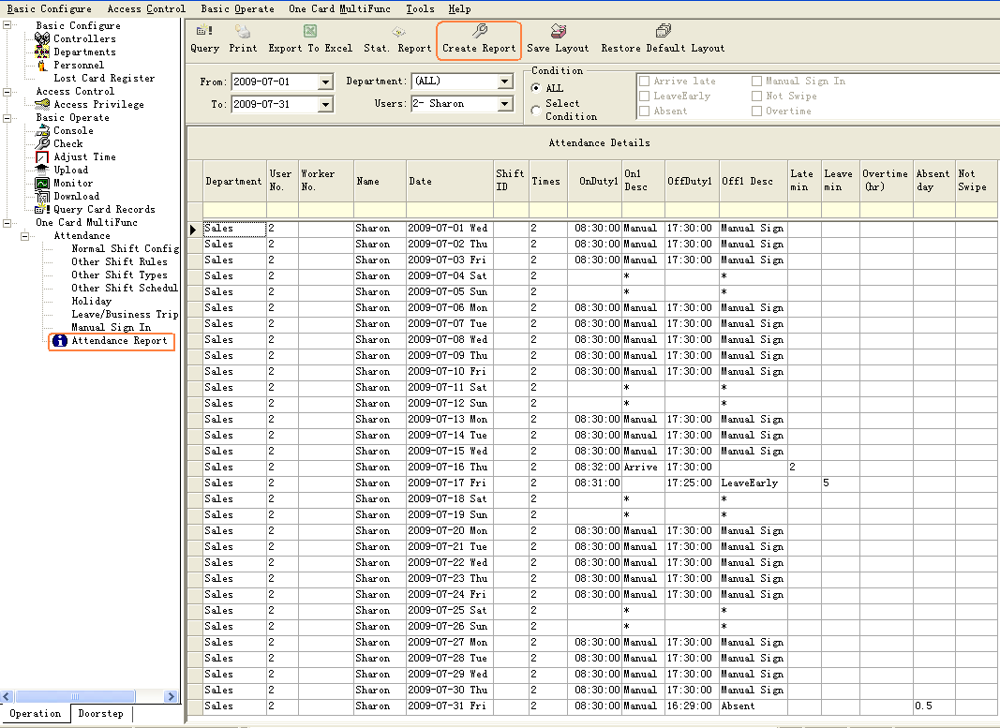 Basic Configure Access Control Basic Operate One Card MultiFunc Tools Help
Basic Configure
Controllers
Departments
Personnel
Lost Card Register
Access Control
Access Privilege
Basic Operate
Console
Check
Adjust Time
Upload
Monitor
Download
Query Card Records
One Card MultiFunc
Attendance
Normal Shift Config
Other Shift Rules
Other Shift Types
Other Shift Schedul
Holiday
Leave/Business Trip
Manual Sign In
Attendance Report
Operation Doorstep
Query Print Export To Excel Stat. Report Create Report Save Layout Restore Default Layout
From: 2009-07-01 Department: (ALL)
To: 2009-07-31 Users: 2- Sharon
Condition
ALL
Select
Condition
Arrive late Manual Sign In
LeaveEarly Not Swipe
Absent Overtime
Attendance Details
Department User No. Worker No. Name Date Shift ID Times OnDuty1 On1 Desc OffDuty1 Off1 Desc Late min Leave min Overtime (hr) Absent day Not Swipe
Sales 2 Sharon 2009-07-01 Wed 2 08:30:00 Manual 17:30:00 Manual Sign
Sales 2 Sharon 2009-07-02 Thu 2 08:30:00 Manual 17:30:00 Manual Sign
Sales 2 Sharon 2009-07-03 Fri 2 08:30:00 Manual 17:30:00 Manual Sign
Sales 2 Sharon 2009-07-04 Sat 2 * *
Sales 2 Sharon 2009-07-05 Sun 2 * *
Sales 2 Sharon 2009-07-06 Mon 2 08:30:00 Manual 17:30:00 Manual Sign
Sales 2 Sharon 2009-07-07 Tue 2 08:30:00 Manual 17:30:00 Manual Sign
Sales 2 Sharon 2009-07-08 Wed 2 08:30:00 Manual 17:30:00 Manual Sign
Sales 2 Sharon 2009-07-09 Thu 2 08:30:00 Manual 17:30:00 Manual Sign
Sales 2 Sharon 2009-07-10 Fri 2 08:30:00 Manual 17:30:00 Manual Sign
Sales 2 Sharon 2009-07-11 Sat 2 * *
Sales 2 Sharon 2009-07-12 Sun 2 * *
Sales 2 Sharon 2009-07-13 Mon 2 08:30:00 Manual 17:30:00 Manual Sign
Sales 2 Sharon 2009-07-14 Tue 2 08:30:00 Manual 17:30:00 Manual Sign
Sales 2 Sharon 2009-07-15 Wed 2 08:30:00 Manual 17:30:00 Manual Sign
Sales 2 Sharon 2009-07-16 Thu 2 08:32:00 Arrive 17:30:00 2
Sales 2 Sharon 2009-07-17 Fri 2 08:31:00 17:25:00 LeaveEarly 5
Sales 2 Sharon 2009-07-18 Sat 2 * *
Sales 2 Sharon 2009-07-19 Sun 2 * *
Sales 2 Sharon 2009-07-20 Mon 2 08:30:00 Manual 17:30:00 Manual Sign
Sales 2 Sharon 2009-07-21 Tue 2 08:30:00 Manual 17:30:00 Manual Sign
Sales 2 Sharon 2009-07-22 Wed 2 08:30:00 Manual 17:30:00 Manual Sign
Sales 2 Sharon 2009-07-23 Thu 2 08:30:00 Manual 17:30:00 Manual Sign
Sales 2 Sharon 2009-07-24 Fri 2 08:30:00 Manual 17:30:00 Manual Sign
Sales 2 Sharon 2009-07-25 Sat 2 * *
Sales 2 Sharon 2009-07-26 Sun 2 * *
Sales 2 Sharon 2009-07-27 Mon 2 08:30:00 Manual 17:30:00 Manual Sign
Sales 2 Sharon 2009-07-28 Tue 2 08:30:00 Manual 17:30:00 Manual Sign
Sales 2 Sharon 2009-07-29 Wed 2 08:30:00 Manual 17:30:00 Manual Sign
Sales 2 Sharon 2009-07-30 Thu 2 08:30:00 Manual 17:30:00 Manual Sign
Sales 2 Sharon 2009-07-31 Fri 2 08:30:00 Manual 16:29:00 Absent 0.5